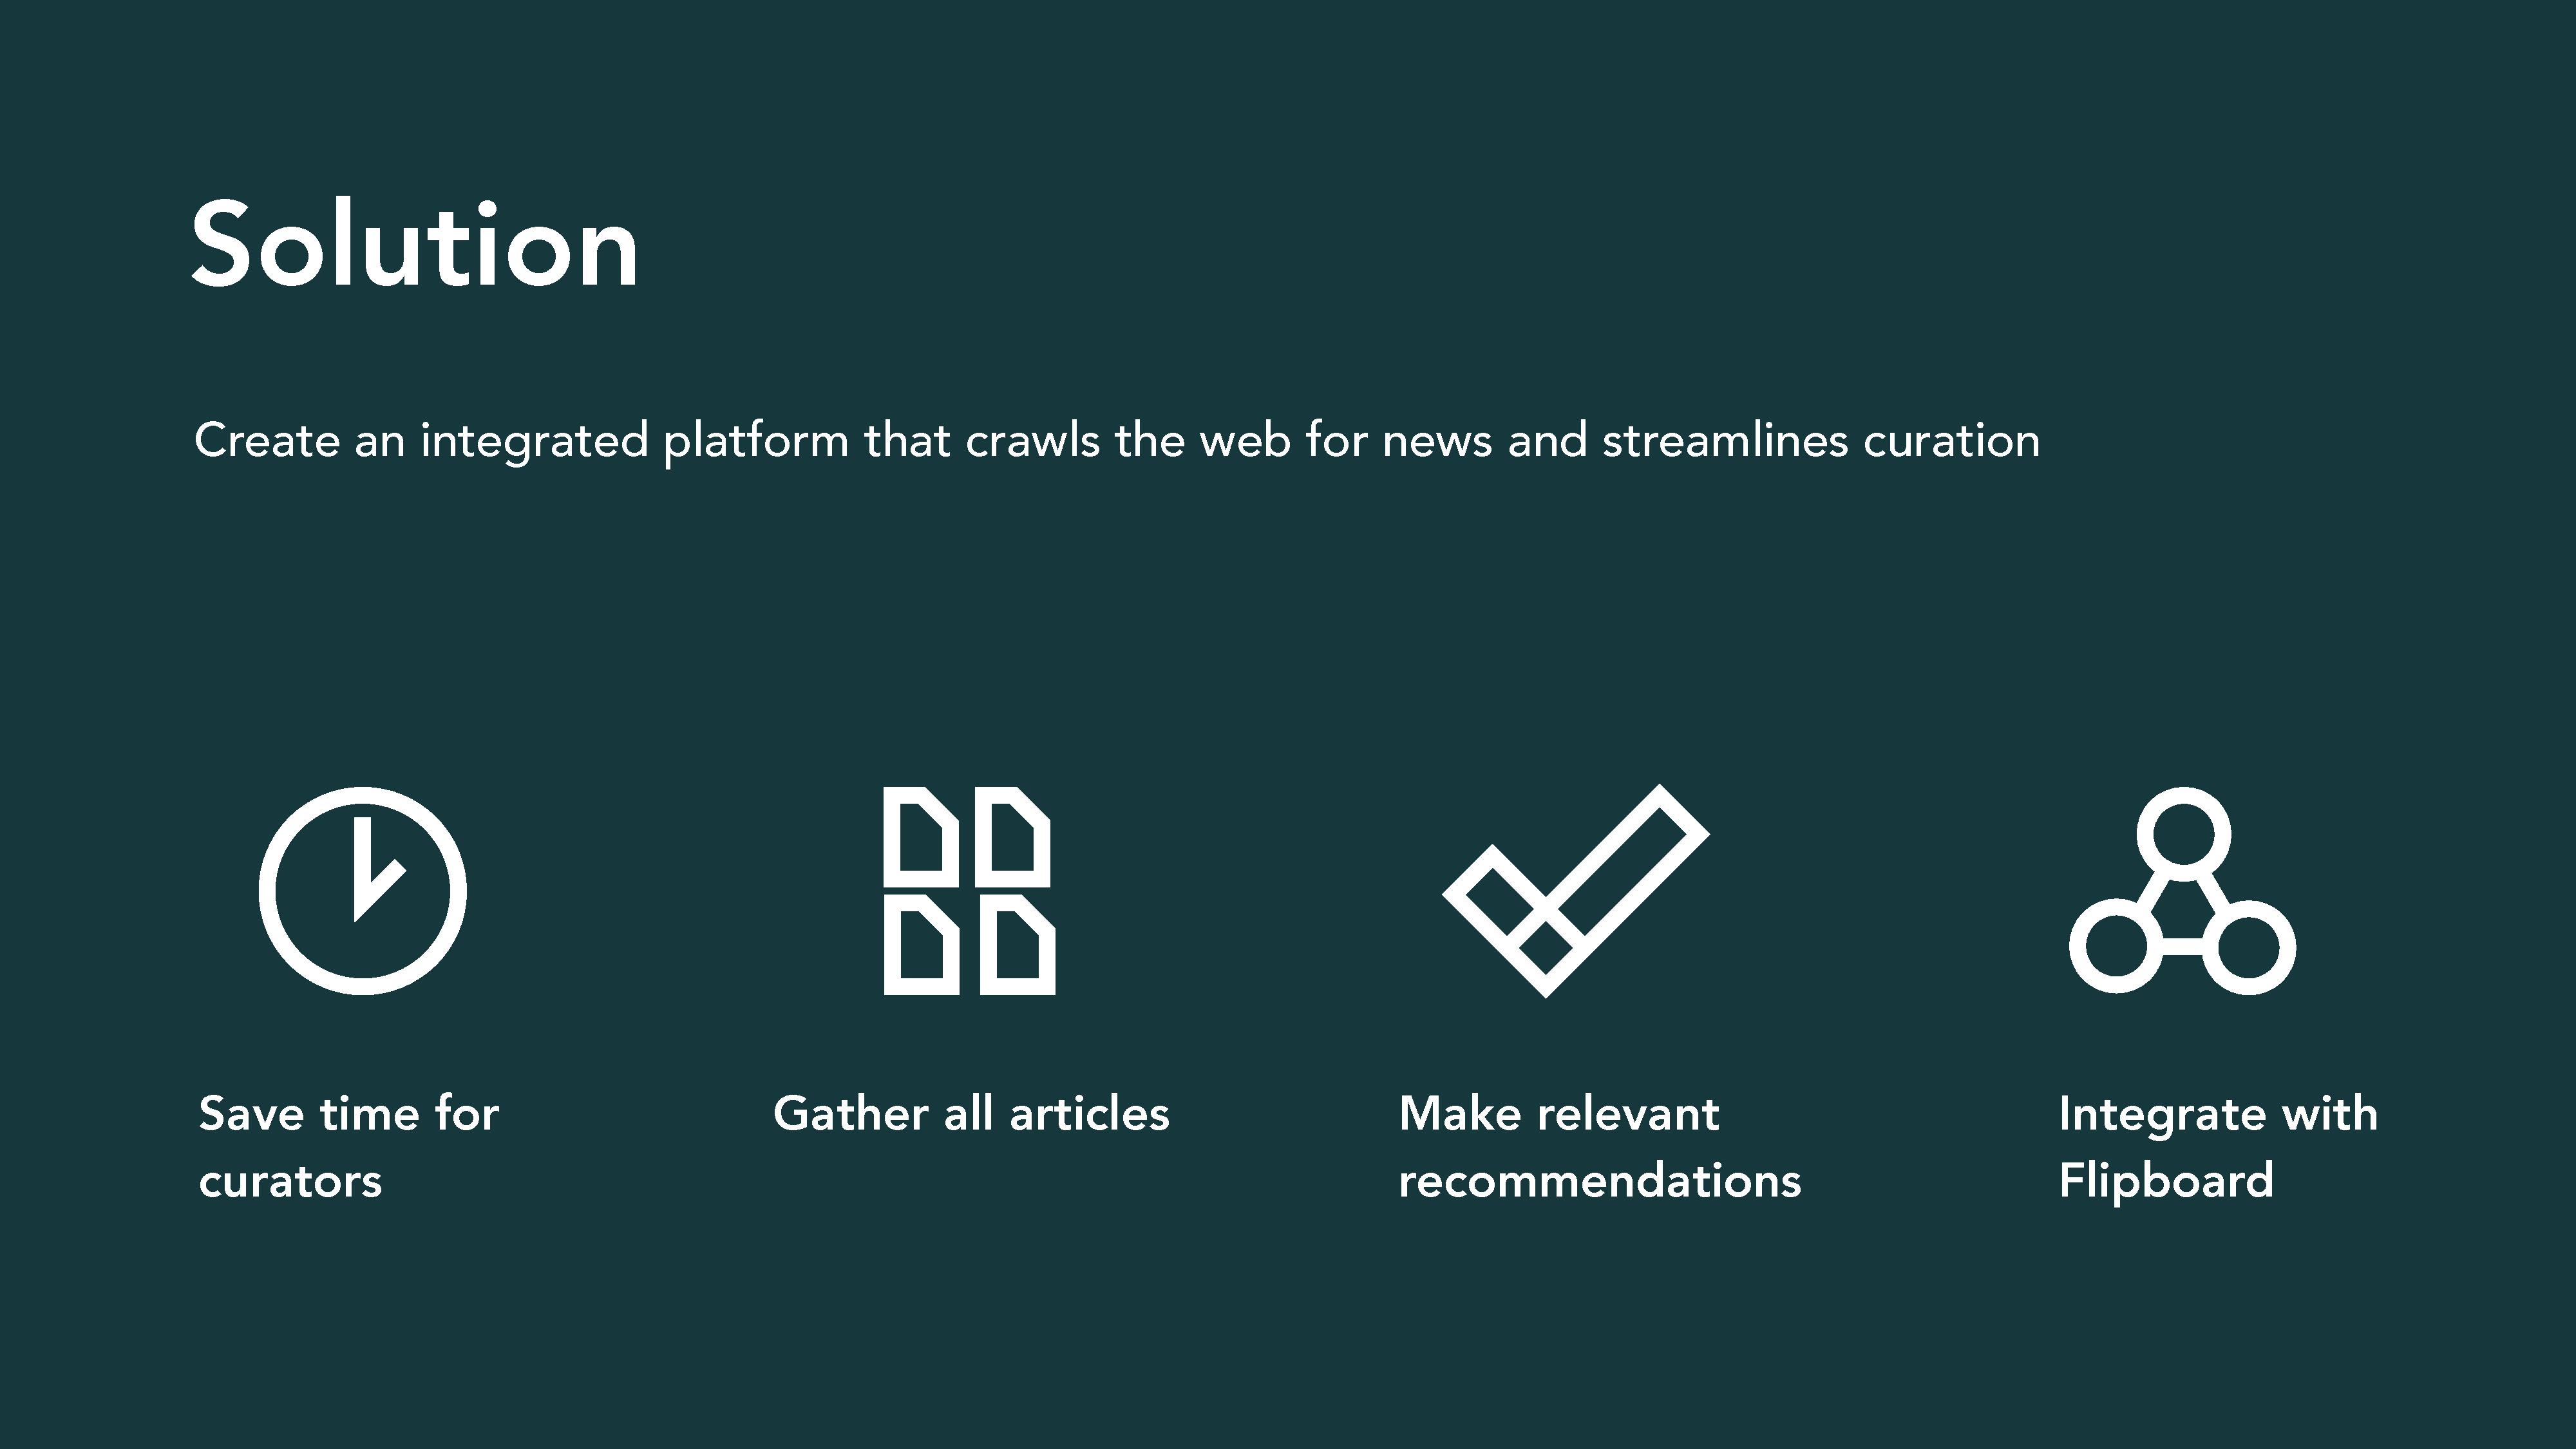 Solution
Create an integrated platform that crawls the web for news and streamlines curation
Save time for
curators
Gather all articles
Make relevant
recommendations
Integrate with
Flipboard